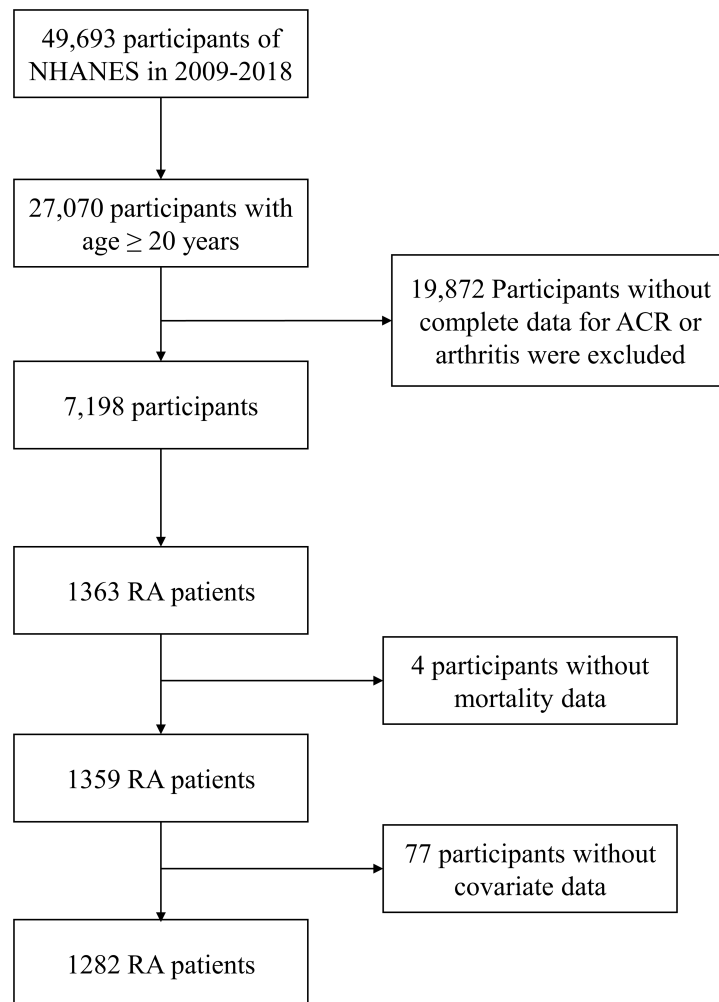 49,693 participants of
NHANES in 2009-2018
27,070 participants with
age ≥ 20 years
19,872 Participants without
complete data for ACR or
arthritis were excluded
7,198 participants
1363 RA patients
4 participants without
mortality data
1359 RA patients
77 participants without
covariate data
1282 RA patients